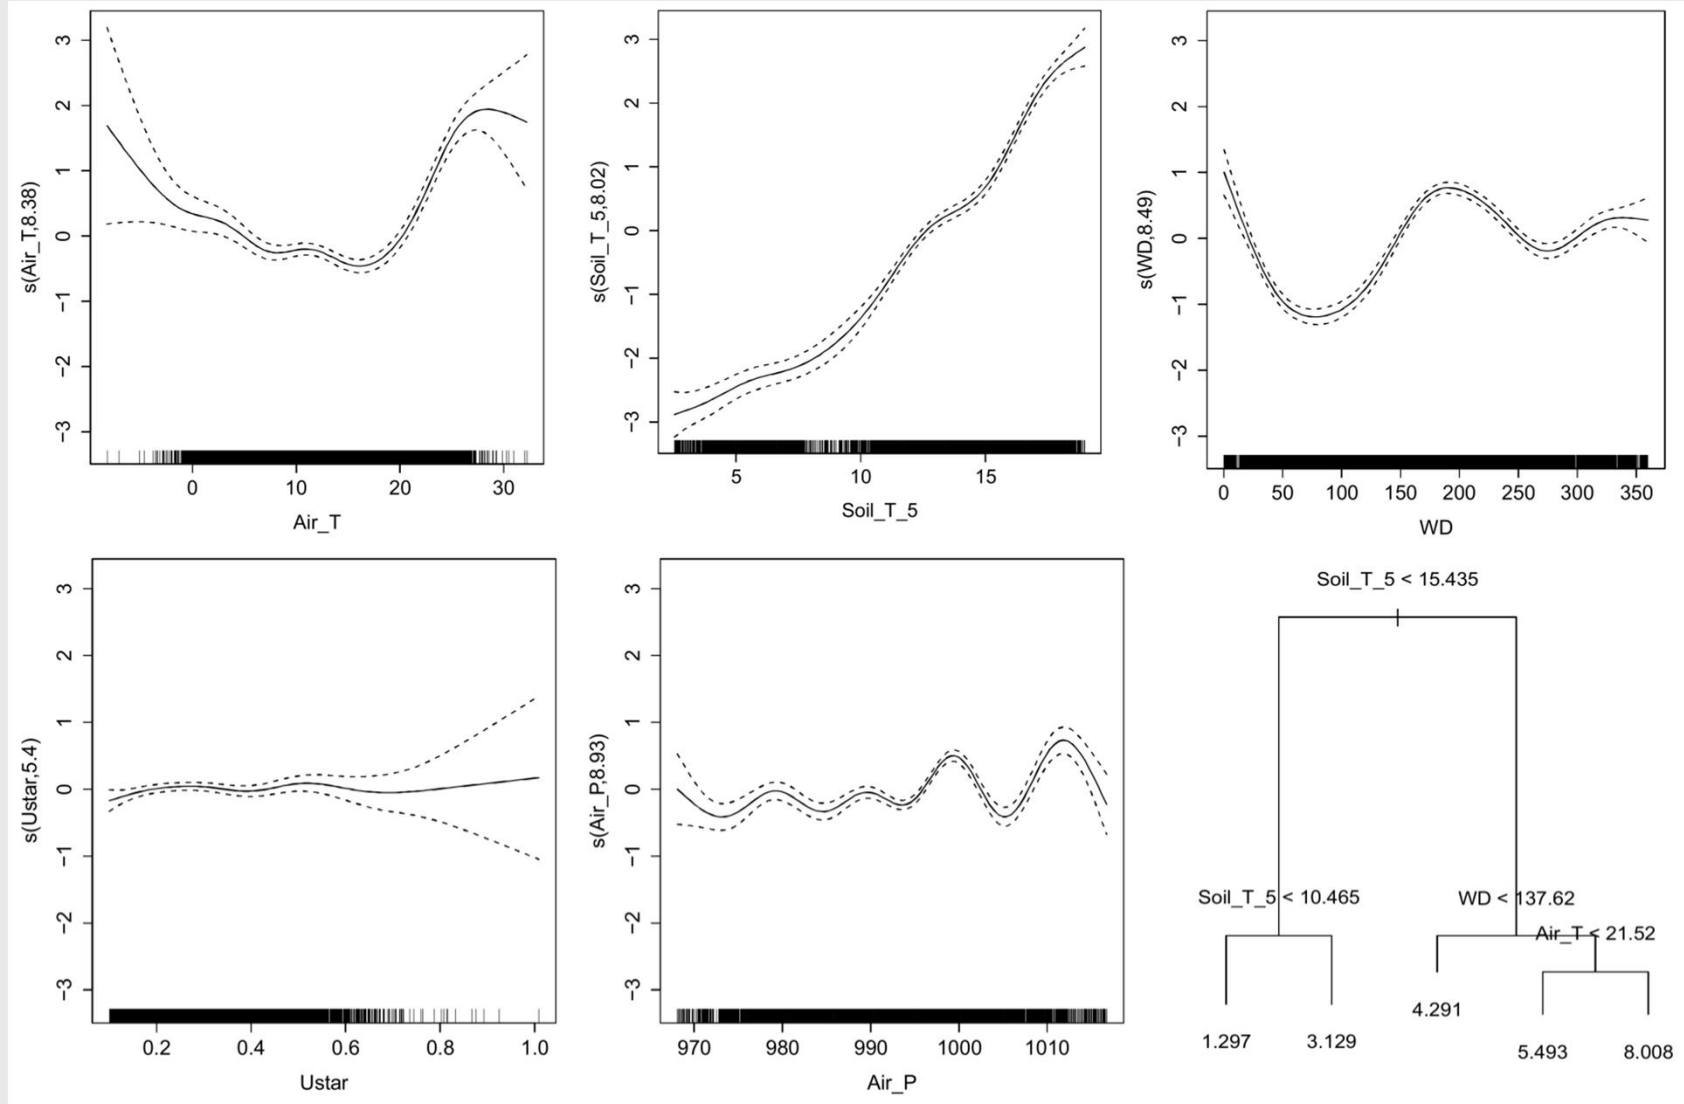 s(Air_T,8.38)
3
2
1
0
−1
−2
−3
0 10 20 30
Air_T
s(Soil_T_5,8.02)
3
2
1
0
−1
−2
−3
5 10 15
Soil_T_5
s(WD,8.49)
3
2
1
0
−1
−2
−3
0 50 100 150 200 250 300 350
WD
s(Ustar,5.4)
3
2
1
0
−1
−2
−3
0.2 0.4 0.6 0.8 1.0
Ustar
s(Air_P,8.93)
3
2
1
0
−1
−2
−3
970 980 990 1000 1010
Air_P
Soil_T_5 < 15.435
Soil_T_5 < 10.465
WD < 137.62
Air_T < 21.52
4.291
1.297 3.129
5.493 8.008